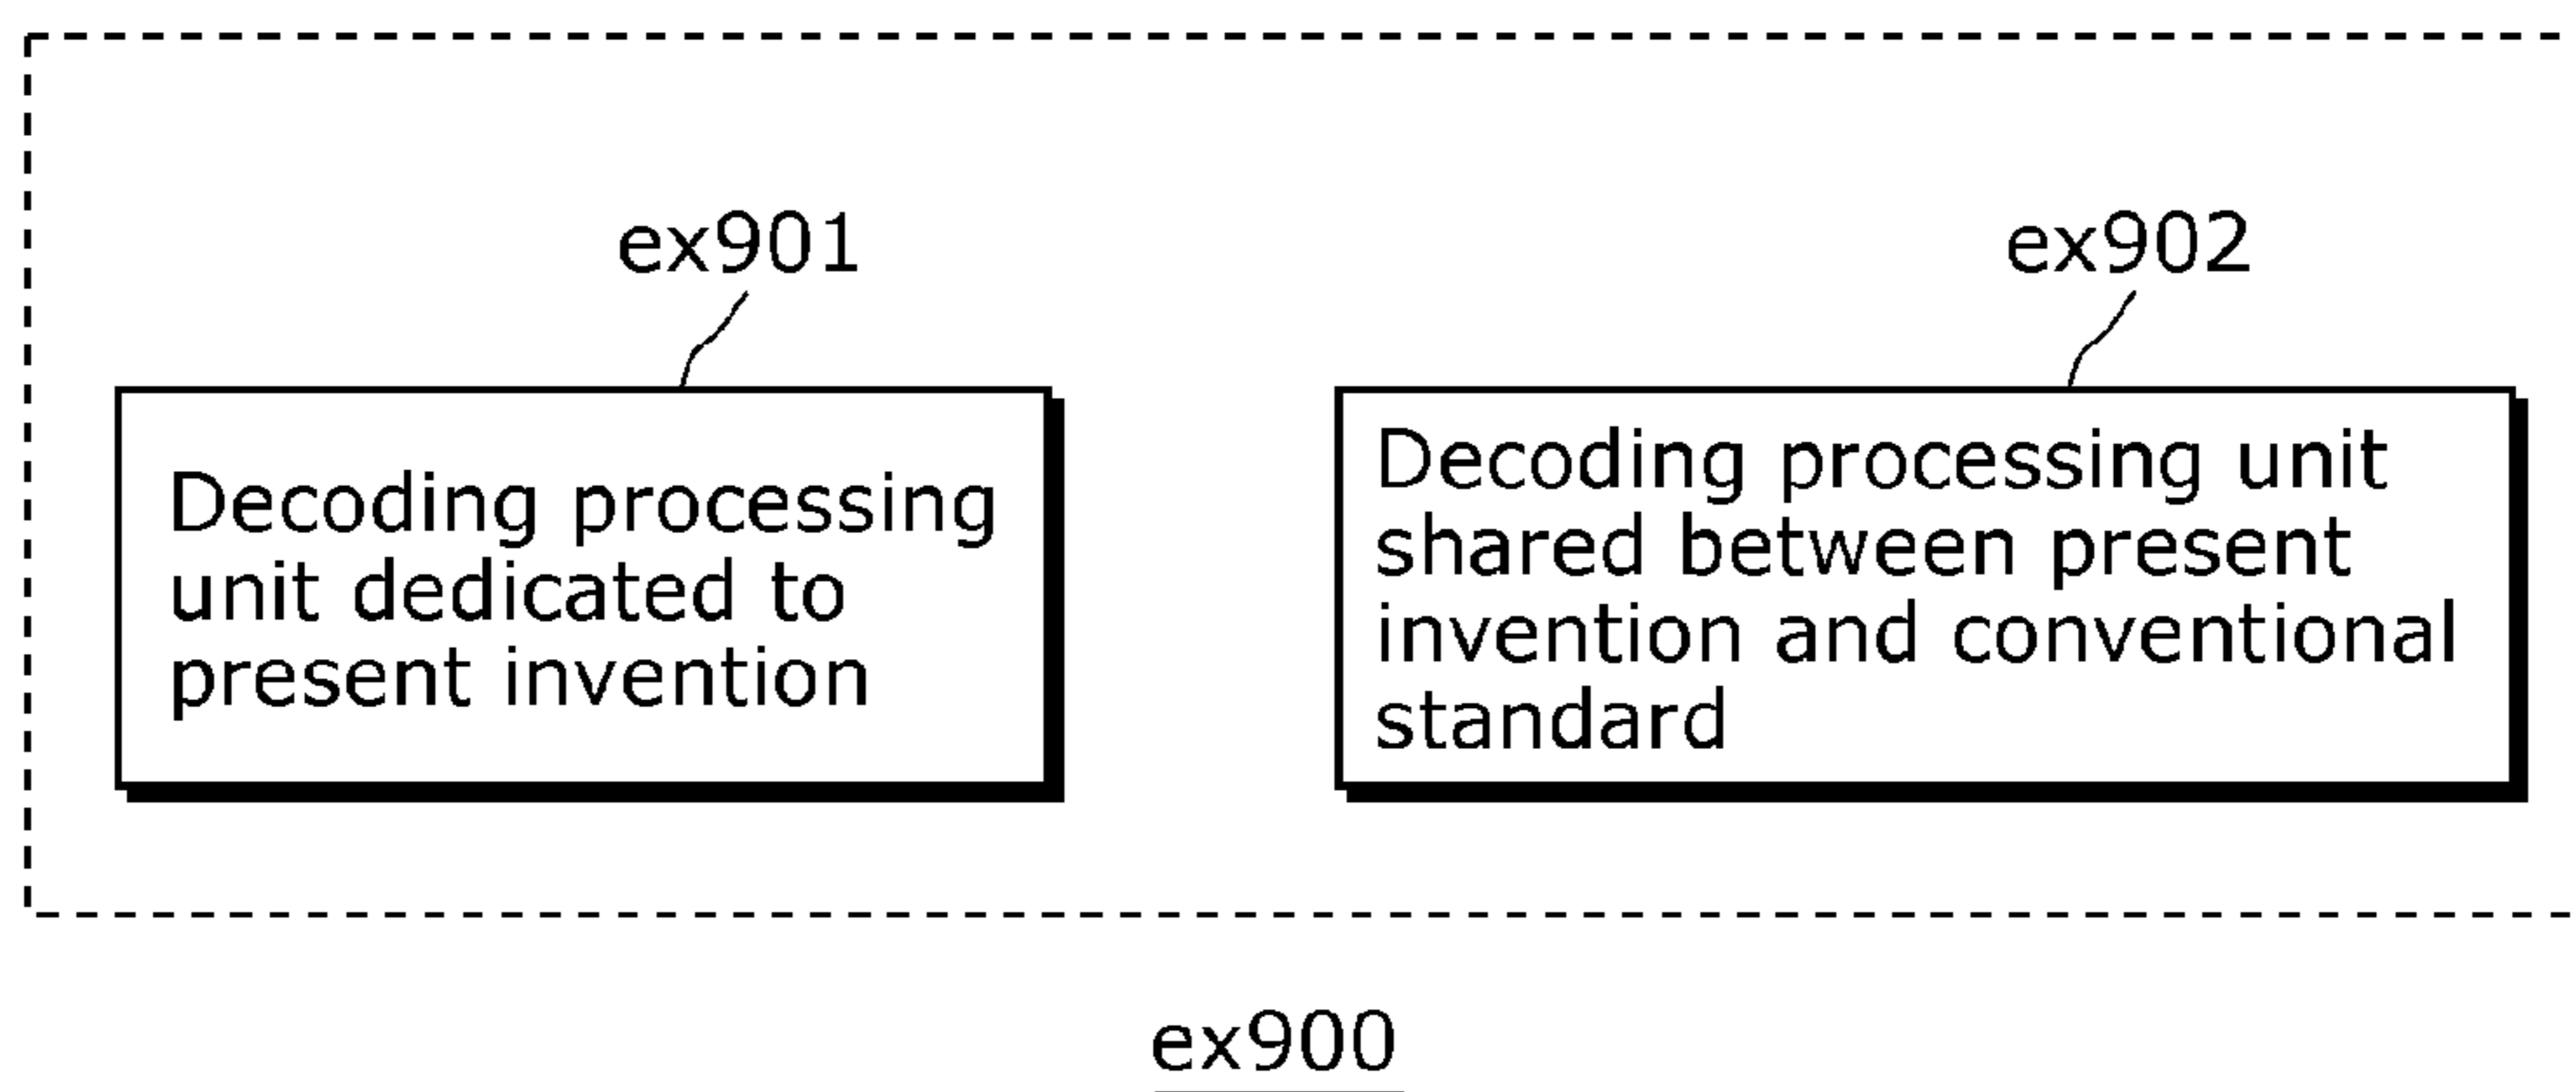 ex901
ex902
Decoding processing
unit dedicated to
present invention
Decoding processing unit
shared between present
invention and conventional
standard
ex900